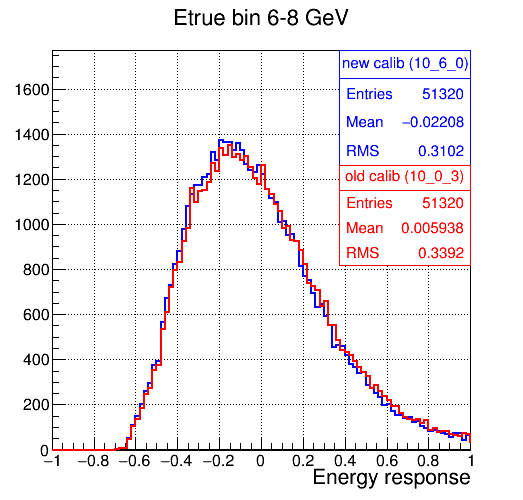 Etrue bin 6-8 GeV
new calib (10_6_0)
Entries 51320
Mean −0.02208
RMS 0.3102
old calib (10_0_3)
Entries 51320
Mean 0.005938
RMS 0.3392
1600
1400
1200
1000
800
600
400
200
0
−1 −0.8 −0.6 −0.4 −0.2 0 0.2 0.4 0.6 0.8 1
Energy response